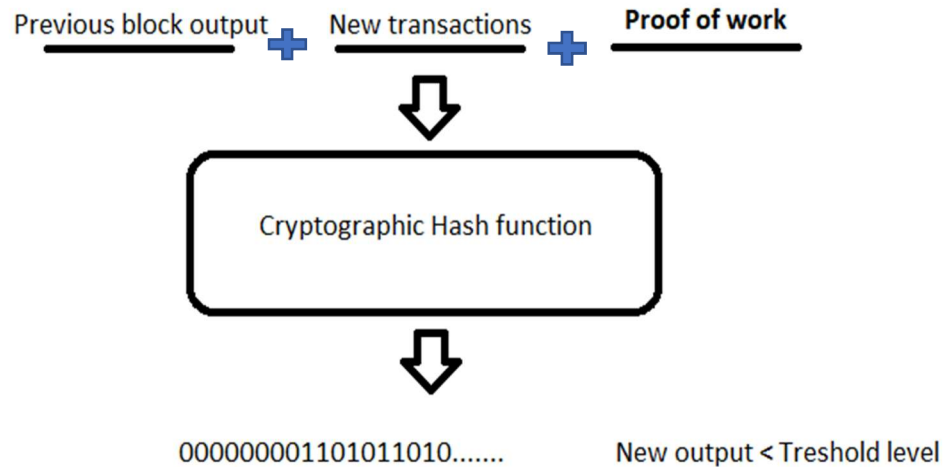 Previous block output + New transactions + Proof of work
Cryptographic Hash function
000000001101011010....... New output < Treshold level